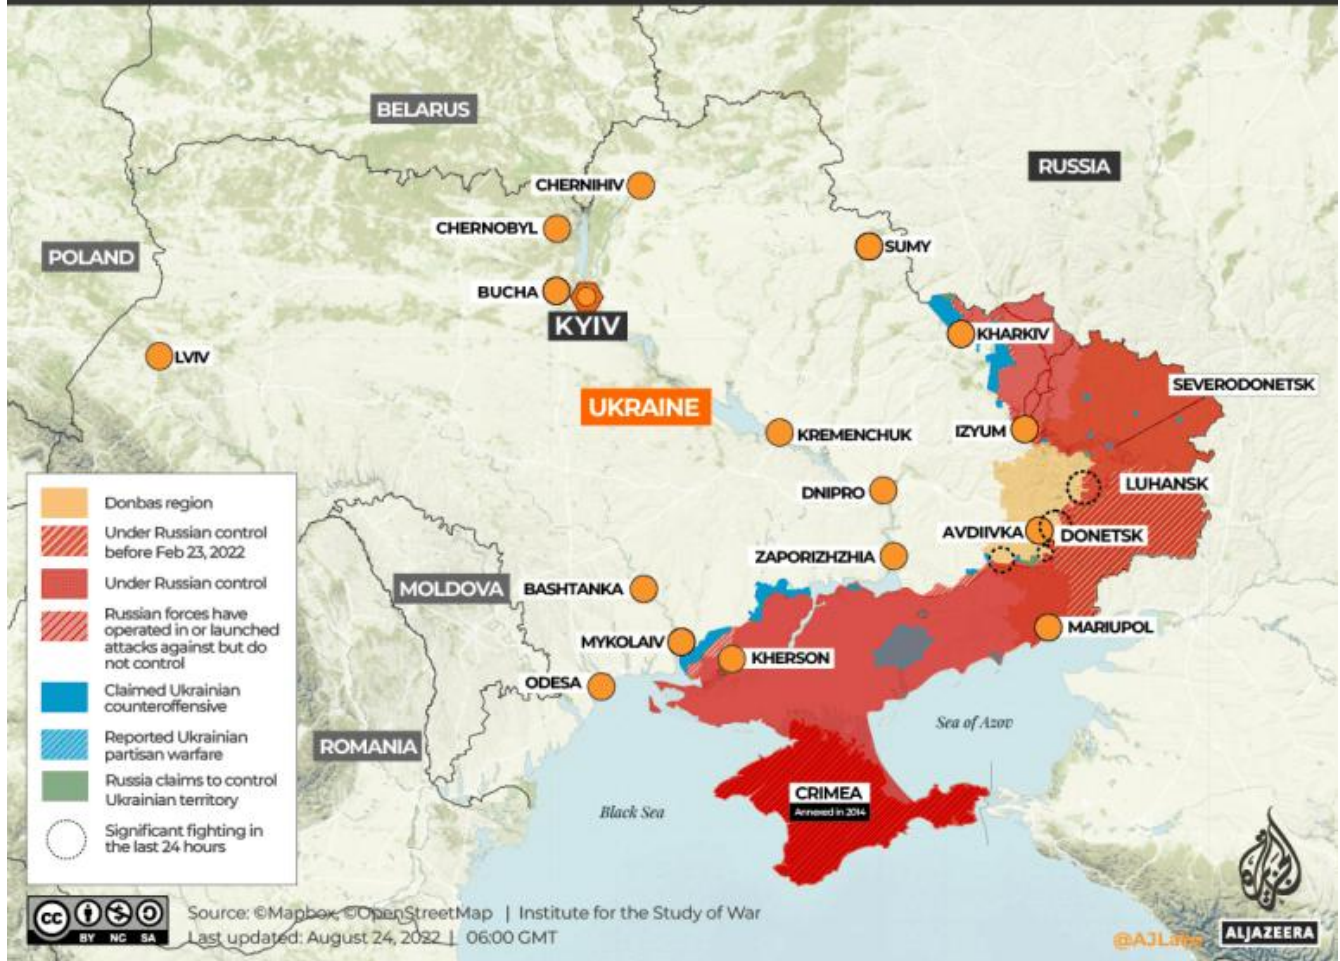 BELARUS
RUSSIA
CHERNIHIV
CHERNOBYL
SUMY
POLAND
BUCHA
KYIV
KHARKIV
LVIV
SEVERODONETSK
UKRAINE
KREMENCHUK
IZYUM
LUHANSK
DNIPRO
AVDIIVKA
DONETSK
ZAPORIZHZHIA
MOLDOVA
BASHTANKA
MARIUPOL
MYKOLAIV
KHERSON
ODESA
Sea of Azov
ROMANIA
CRIMEA
Annexed in 2014
Black Sea
Donbas region
Under Russian control
before Feb 23, 2022
Under Russian control
Russian forces have
operated in or launched
attacks against but do
not control
Claimed Ukrainian
counteroffensive
Reported Ukrainian
partisan warfare
Russia claims to control
Ukrainian territory
Significant fighting in
the last 24 hours
cc
BY NC SA
Source: ©Mapbox, ©OpenStreetMap | Institute for the Study of War
Last updated: August 24, 2022 | 06:00 GMT
@AJLabs
الجزيرة
ALJAZEERA